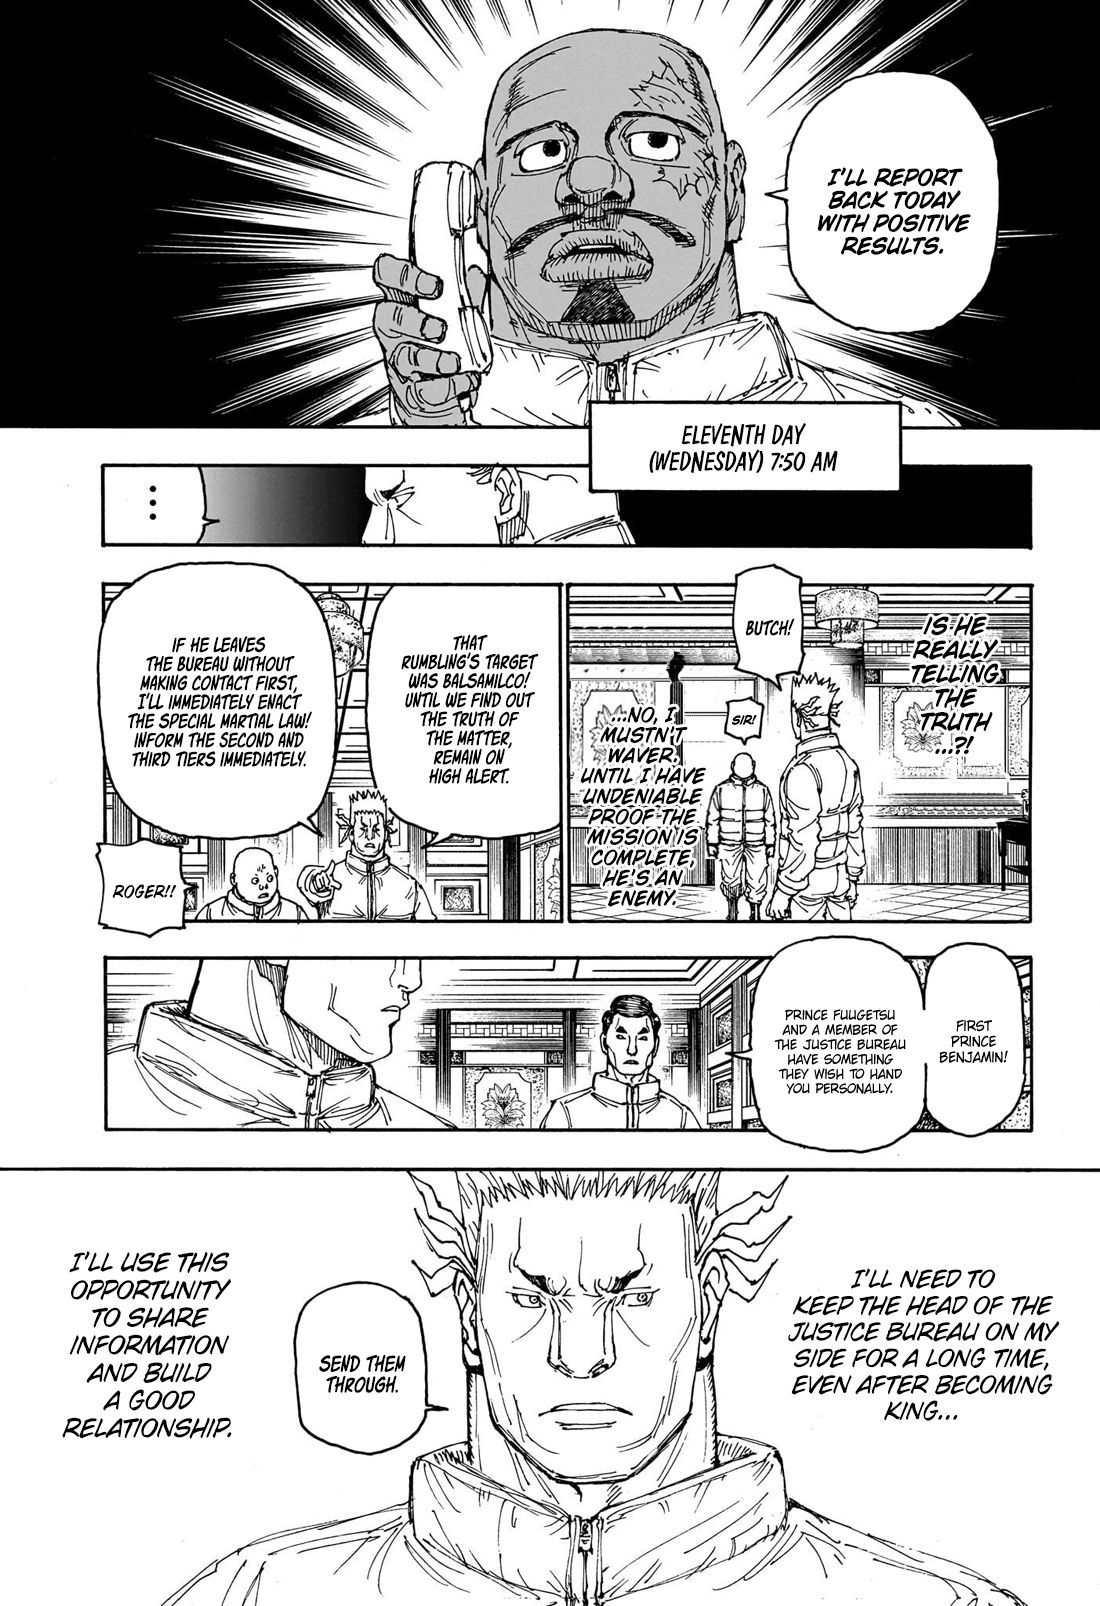 I'LL REPORT
BACK TODAY
WITH POSITIVE
RESULTS.
ELEVENTH DAY
(WEDNESDAY) 7:50 AM
...
IS HE
REALLY
TELLING
THE
TRUTH
...?!
BUTCH!
SIR!
...NO, I
MUSTN'T
WAVER.
UNTIL I HAVE
UNDENIABLE
PROOF THE
MISSION IS
COMPLETE,
HE'S AN
ENEMY.
THAT
RUMBLING'S TARGET
WAS BALSAMILCO!
UNTIL WE FIND OUT
THE TRUTH OF
THE MATTER,
REMAIN ON
HIGH ALERT.
IF HE LEAVES
THE BUREAU WITHOUT
MAKING CONTACT FIRST,
I'LL IMMEDIATELY ENACT
THE SPECIAL MARTIAL LAW!
INFORM THE SECOND AND
THIRD TIERS IMMEDIATELY.
ROGER!!
FIRST
PRINCE
BENJAMIN!
PRINCE FUUGETSU
AND A MEMBER OF
THE JUSTICE BUREAU
HAVE SOMETHING
THEY WISH TO HAND
YOU PERSONALLY.
I'LL NEED TO
KEEP THE HEAD OF THE
JUSTICE BUREAU ON MY
SIDE FOR A LONG TIME,
EVEN AFTER BECOMING
KING...
SEND THEM
THROUGH.
I'LL USE THIS
OPPORTUNITY
TO SHARE
INFORMATION
AND BUILD
A GOOD
RELATIONSHIP.